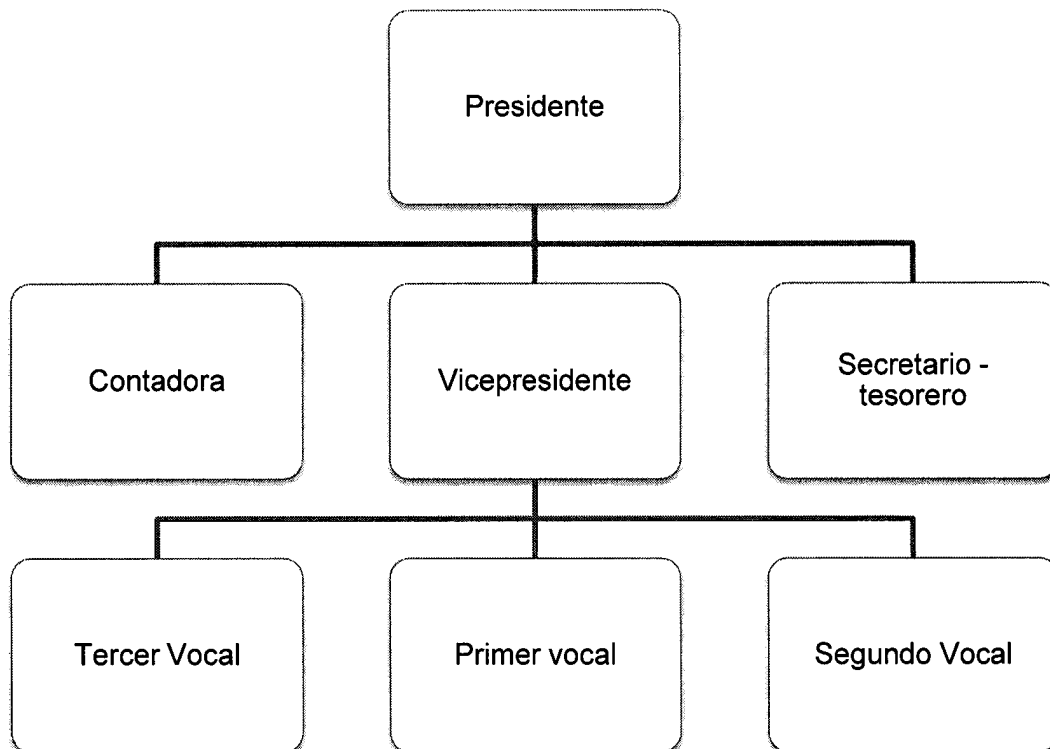 Presidente
Contadora
Vicepresidente
Secretario -
tesorero
Tercer Vocal
Primer vocal
Segundo Vocal